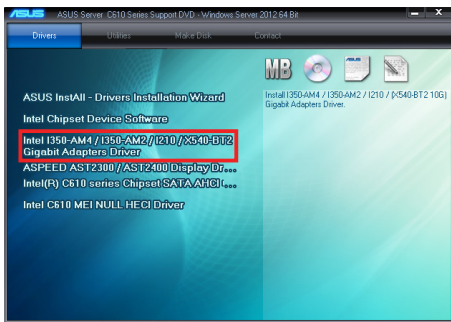 ASUS ASUS Server C610 Series Support DVD - Windows Server 2012 64 Bit
Drivers Utilities Make Disk Contact
MB
ASUS InstAll - Drivers Installation Wizard
Intel Chipset Device Software
Intel I350-AM4 / I350-AM2 / I210 / X540-BT2
Gigabit Adapters Driver
ASPEED AST2300 / AST2400 Display Dr...
Intel(R) C610 series Chipset SATA AHCI (...
Intel C610 MEI NULL HECI Driver
Install I350-AM4 / I350-AM2 / I210 / (X540-BT2 10G)
Gigabit Adapters Driver.